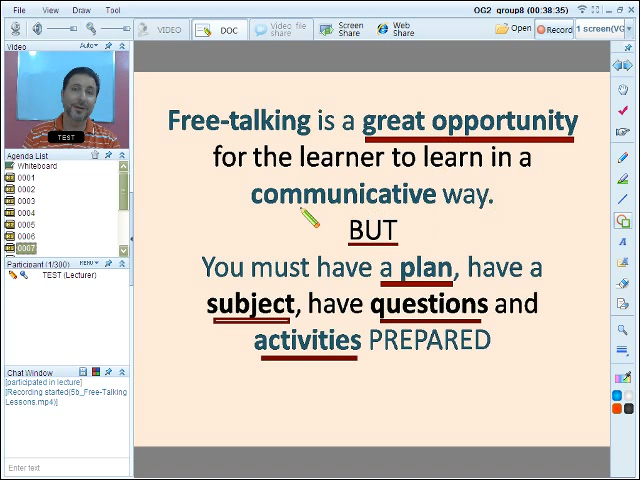 File View Draw Tool
OG2_group8 (00:38:35)
VIDEO
DOC
Video file share
Screen Share
Web Share
Open
Record
1 screen(VG
Video
Auto
TEST
Agenda List
Whiteboard
0001
0002
0003
0004
0005
0006
0007
Participant (1/300)
MENU
TEST (Lecturer)
Chat Window
[participated in lecture]
[Recording started(5b_Free-Talking Lessons.mp4)]
Enter text
Free-talking is a great opportunity
for the learner to learn in a
communicative way.
BUT
You must have a plan, have a
subject, have questions and
activities PREPARED